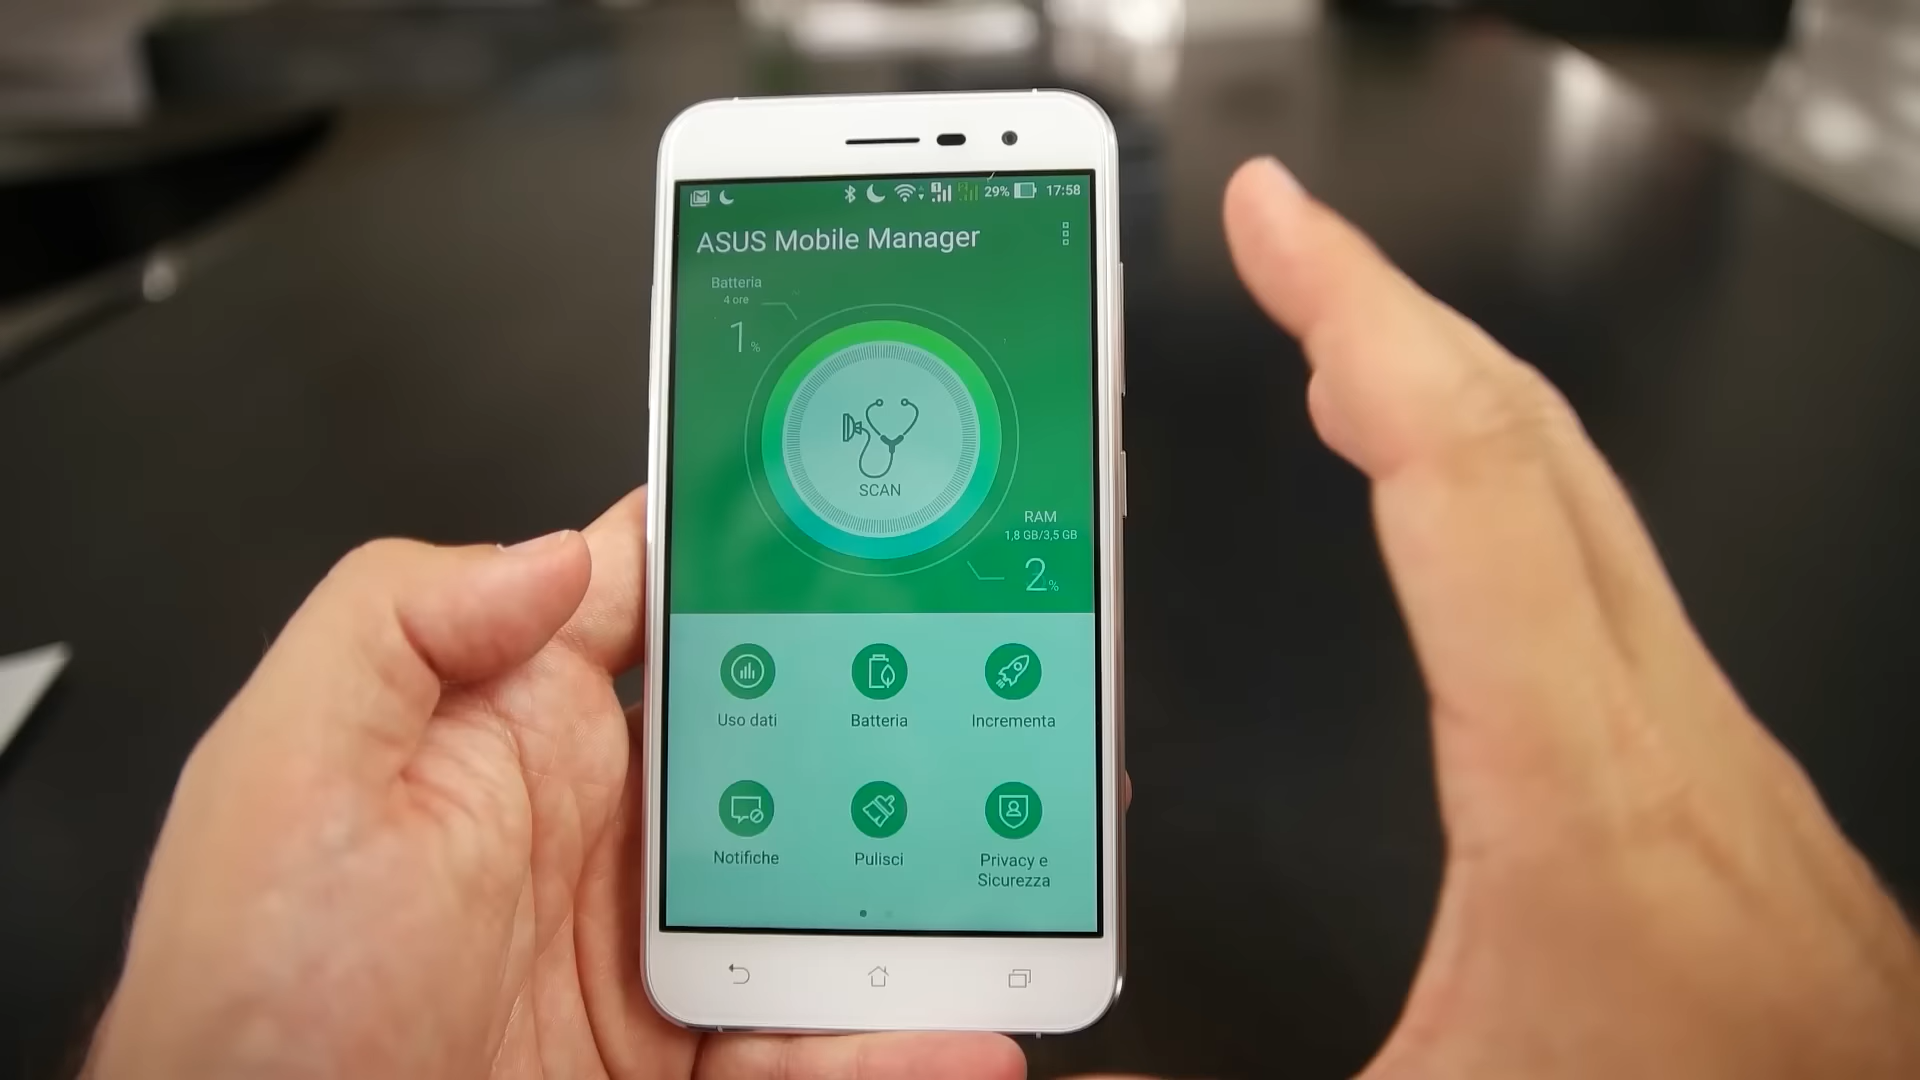 29% 17:58
ASUS Mobile Manager
Batteria
4 ore
1%
SCAN
RAM
1,8 GB/3,5 GB
2%
Uso dati Batteria Incrementa
Notifiche Pulisci Privacy e
Sicurezza